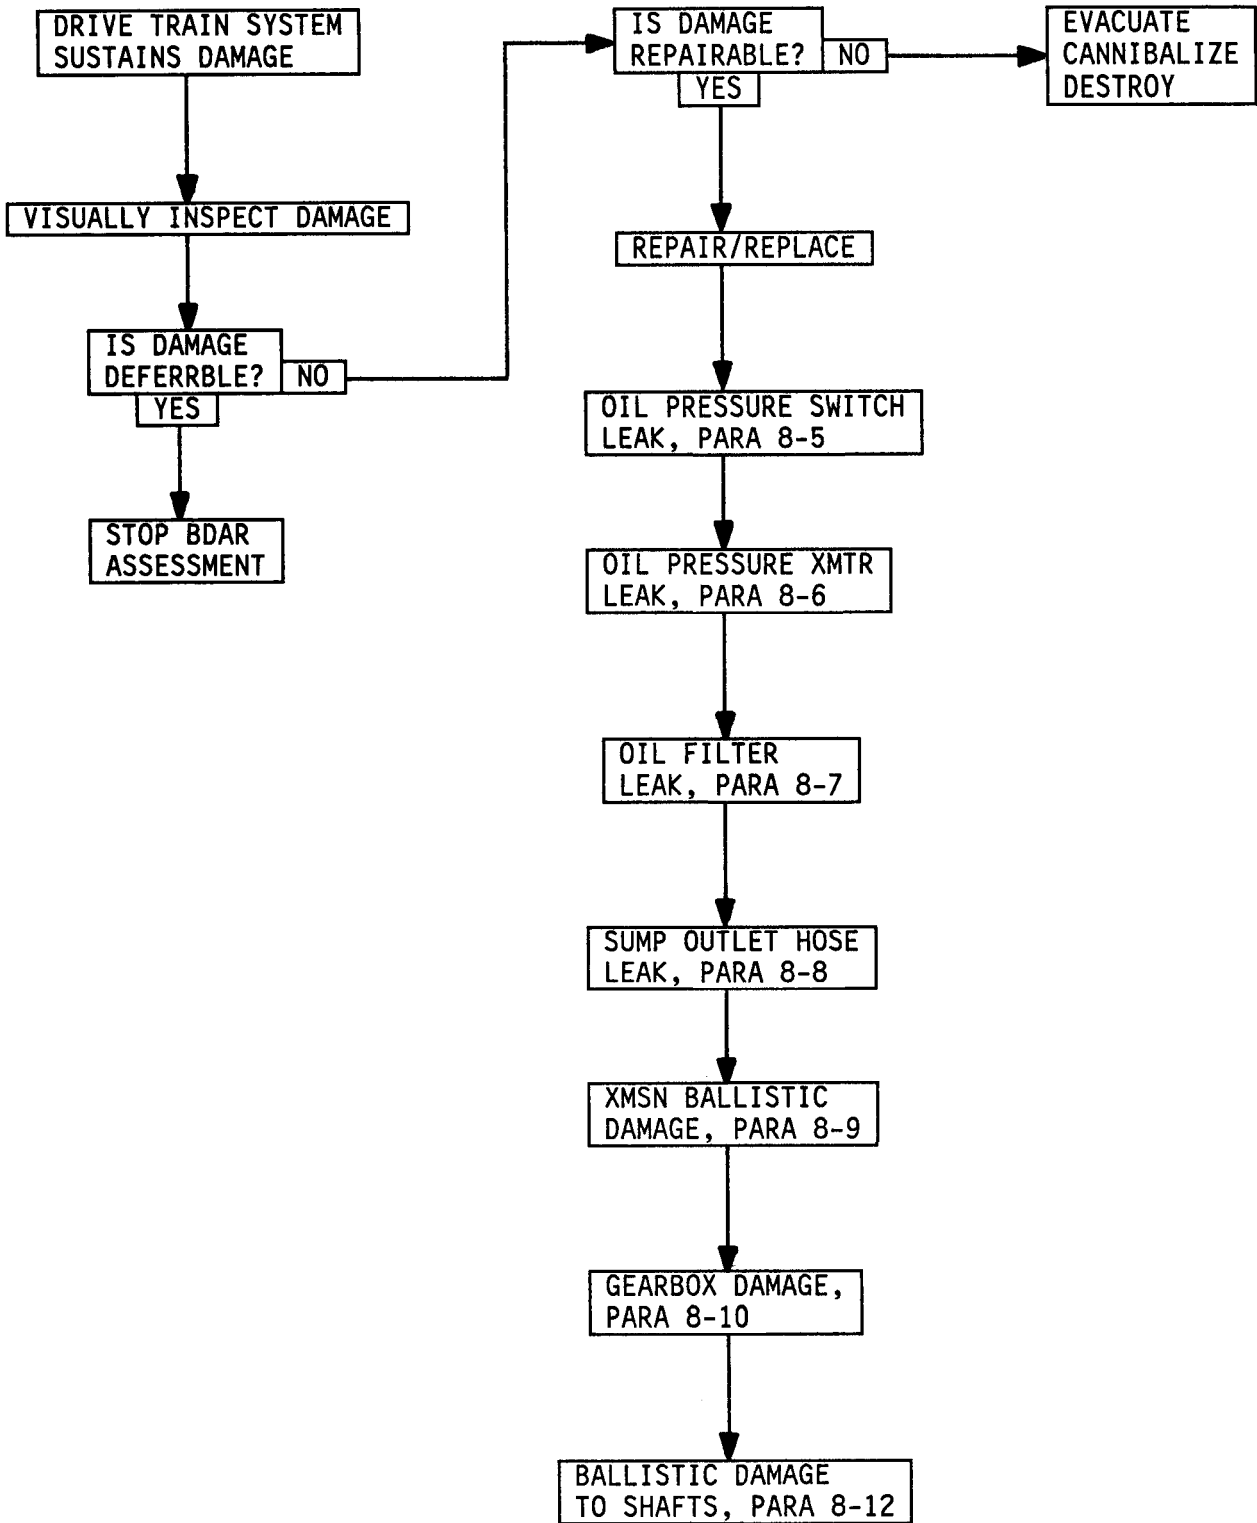 DRIVE TRAIN SYSTEM
SUSTAINS DAMAGE
VISUALLY INSPECT DAMAGE
IS DAMAGE
DEFERRBLE?
NO
YES
STOP BDAR
ASSESSMENT
IS DAMAGE
REPAIRABLE?
NO
YES
EVACUATE
CANNIBALIZE
DESTROY
REPAIR/REPLACE
OIL PRESSURE SWITCH
LEAK, PARA 8-5
OIL PRESSURE XMTR
LEAK, PARA 8-6
OIL FILTER
LEAK, PARA 8-7
SUMP OUTLET HOSE
LEAK, PARA 8-8
XMSN BALLISTIC
DAMAGE, PARA 8-9
GEARBOX DAMAGE,
PARA 8-10
BALLISTIC DAMAGE
TO SHAFTS, PARA 8-12